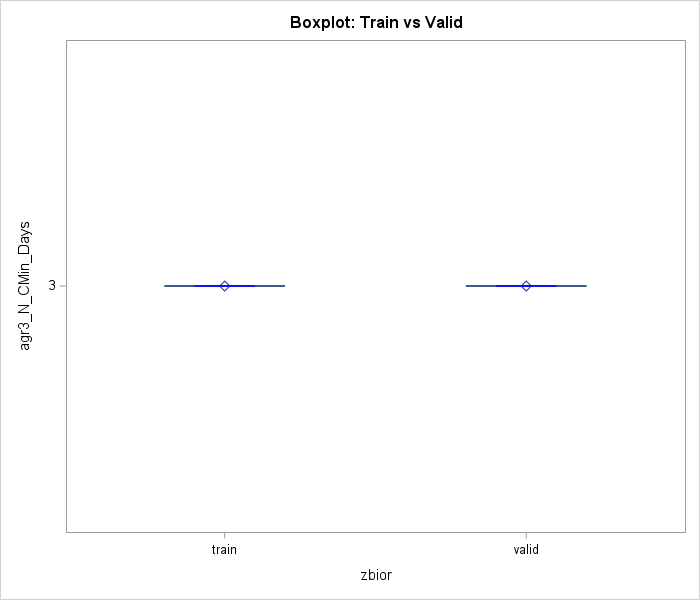 Boxplot: Train vs Valid
agr3_N_CMin_Days
3
train
valid
zbior